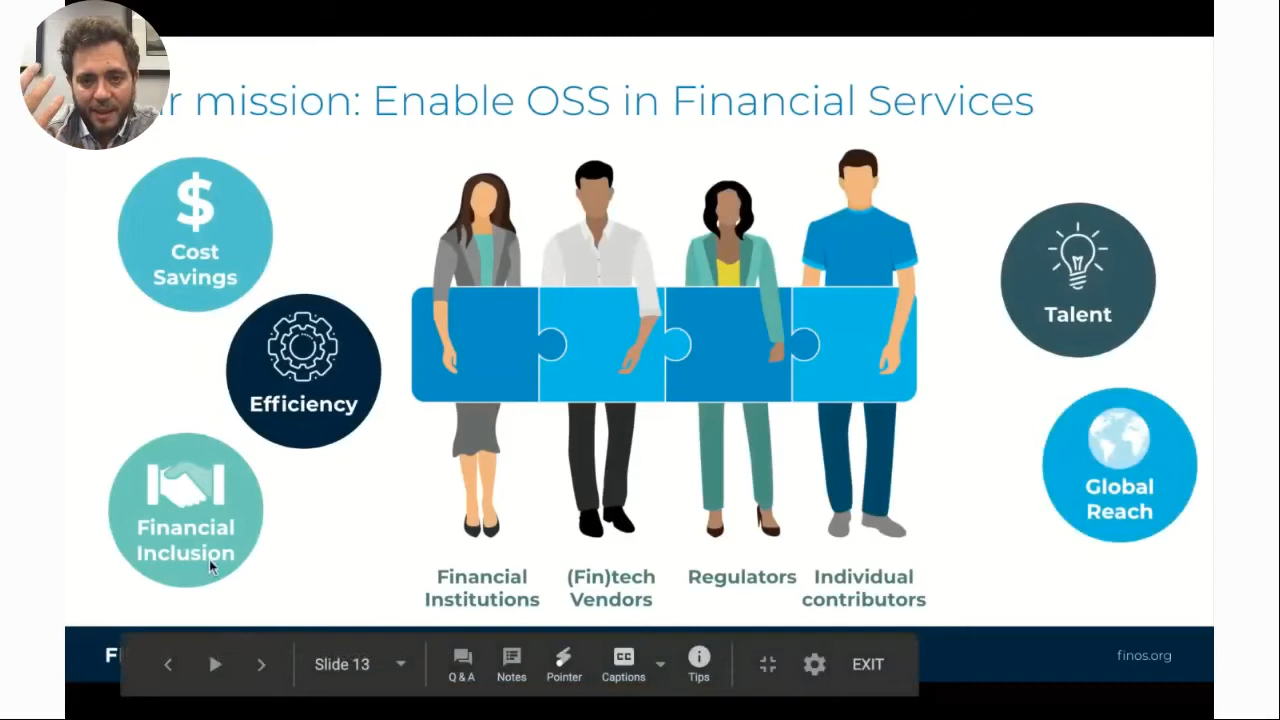 r mission: Enable OSS in Financial Services
$
Cost
Savings
Efficiency
Financial
Inclusion
Talent
Global
Reach
Financial
Institutions
(Fin)tech
Vendors
Regulators
Individual
contributors
finos.org
Slide 13
Q & A
Notes
Pointer
CC
Captions
Tips
EXIT